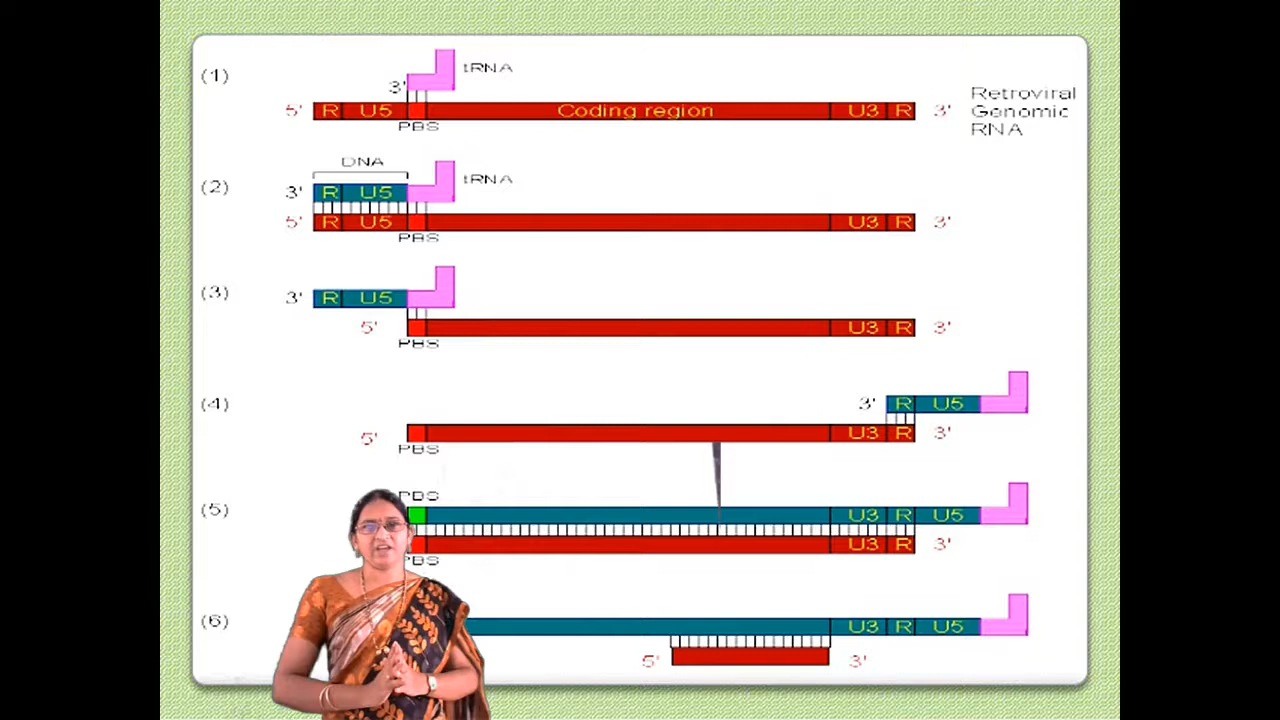 (1)
tRNA
3'
5' R U5 Coding region U3 R 3'
PBS
Retroviral
Genomic
RNA
DNA
(2)
3' R U5 tRNA
5' R U5 U3 R 3'
PBS
(3)
3' R U5
5' U3 R 3'
PBS
(4)
3' R U5
5' U3 R 3'
PBS
PBS
(5)
U3 R U5
U3 R 3'
PBS
(6)
U3 R U5
5' 3'